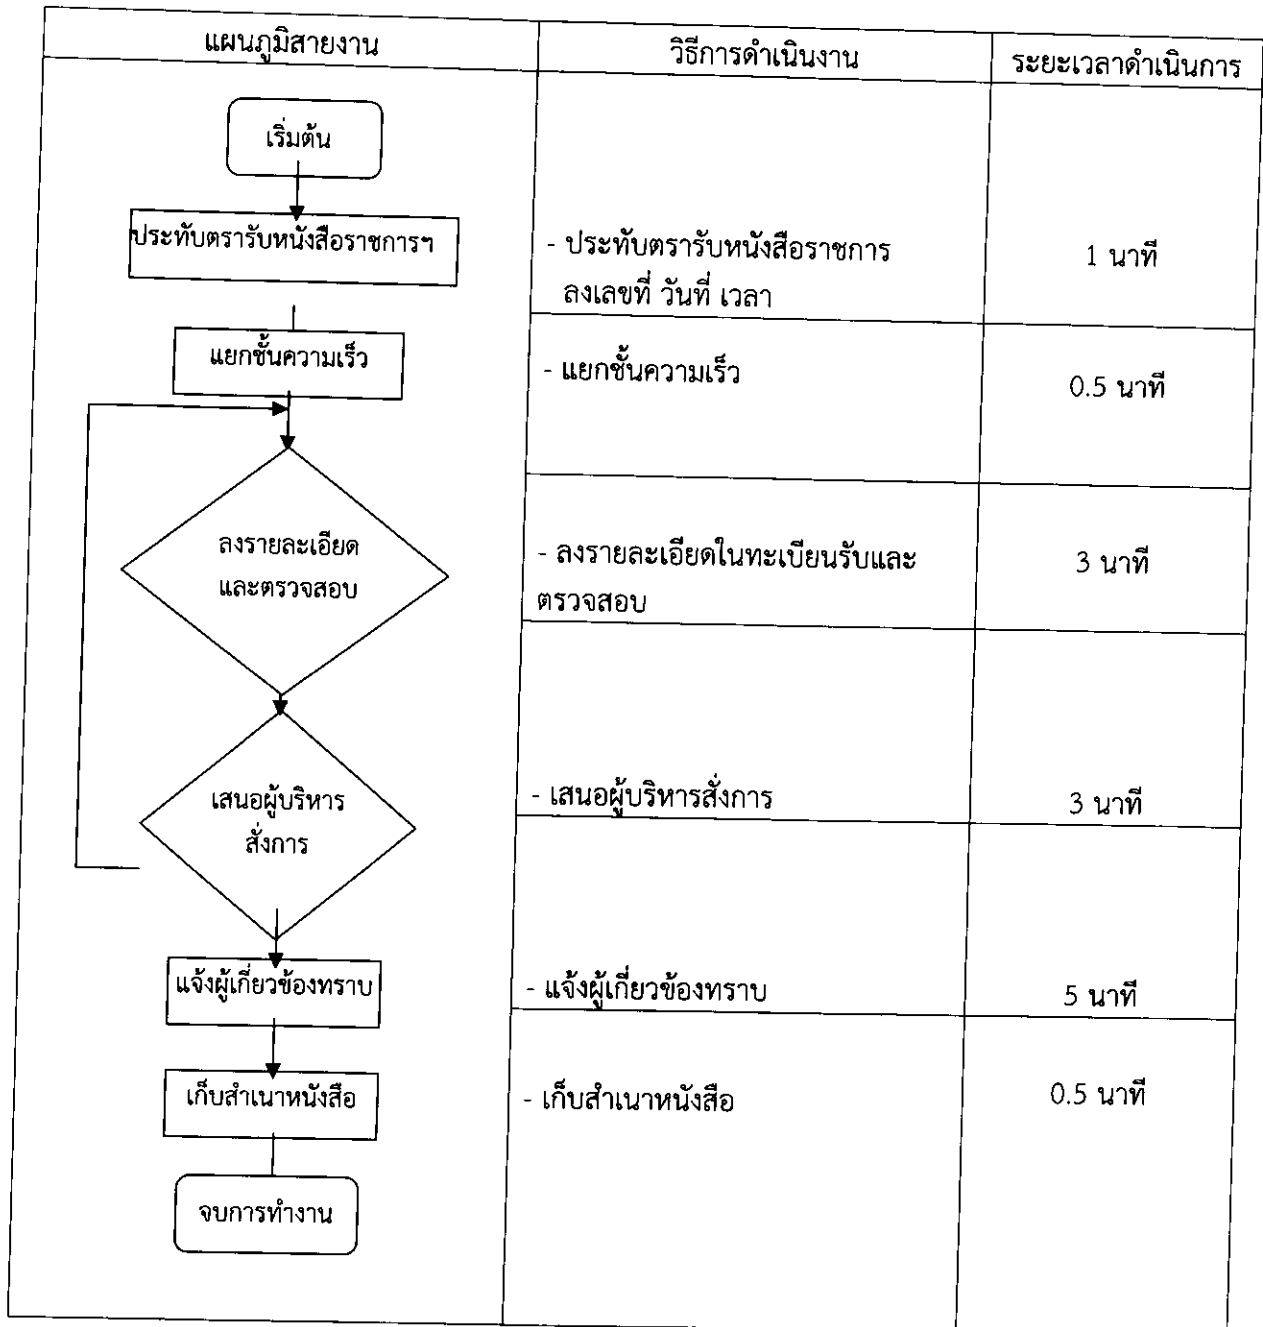 แผนภูมิสายงาน
วิธีการดำเนินงาน
ระยะเวลาดำเนินการ
เริ่มต้น
ประทับตรารับหนังสือราชการฯ
- ประทับตรารับหนังสือราชการ
ลงเลขที่ วันที่ เวลา
1 นาที
แยกชั้นความเร็ว
- แยกชั้นความเร็ว
0.5 นาที
ลงรายละเอียด
และตรวจสอบ
- ลงรายละเอียดในทะเบียนรับและ
ตรวจสอบ
3 นาที
เสนอผู้บริหาร
สั่งการ
- เสนอผู้บริหารสั่งการ
3 นาที
แจ้งผู้เกี่ยวข้องทราบ
- แจ้งผู้เกี่ยวข้องทราบ
5 นาที
เก็บสำเนาหนังสือ
- เก็บสำเนาหนังสือ
0.5 นาที
จบการทำงาน